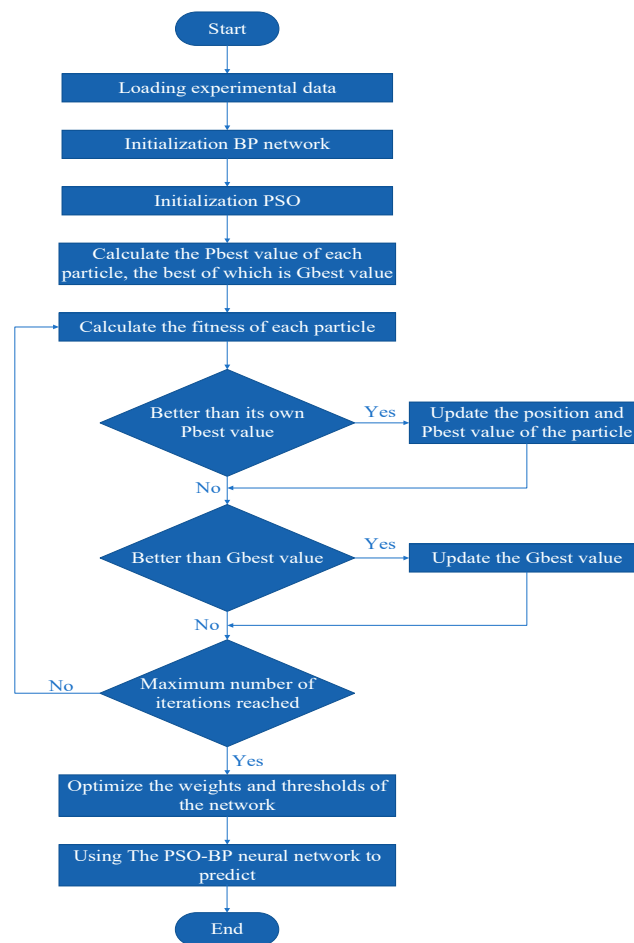 Start
Loading experimental data
Initialization BP network
Initialization PSO
Calculate the Pbest value of each
particle, the best of which is Gbest value
Calculate the fitness of each particle
Better than its own
Pbest value
Yes
Update the position and
Pbest value of the particle
No
Better than Gbest value
Yes
Update the Gbest value
No
Maximum number of
iterations reached
No
Yes
Optimize the weights and thresholds of
the network
Using The PSO-BP neural network to
predict
End